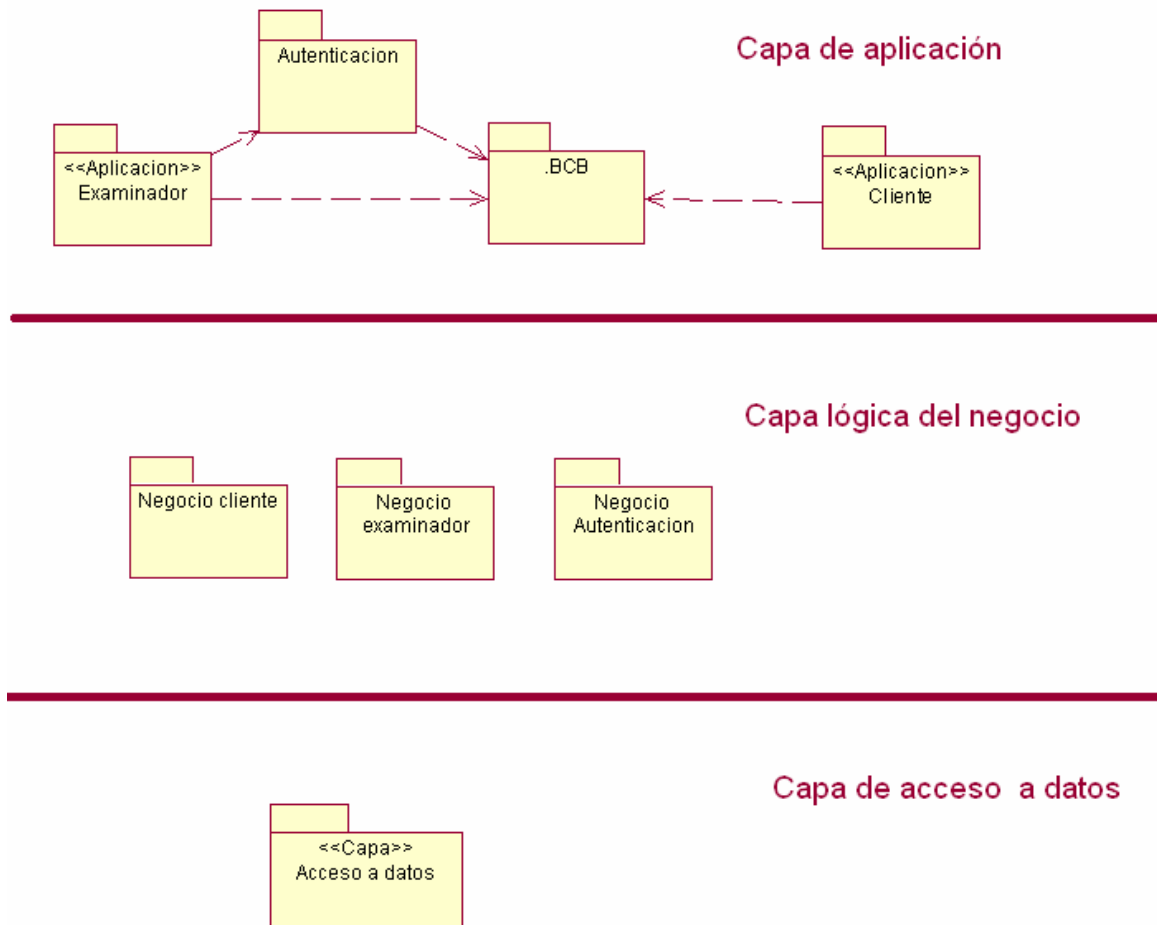 Autenticacion
Capa de aplicación
<<Aplicacion>>
Examinador
.BCB
<<Aplicacion>>
Cliente
Capa lógica del negocio
Negocio cliente
Negocio
examinador
Negocio
Autenticacion
Capa de acceso a datos
<<Capa>>
Acceso a datos